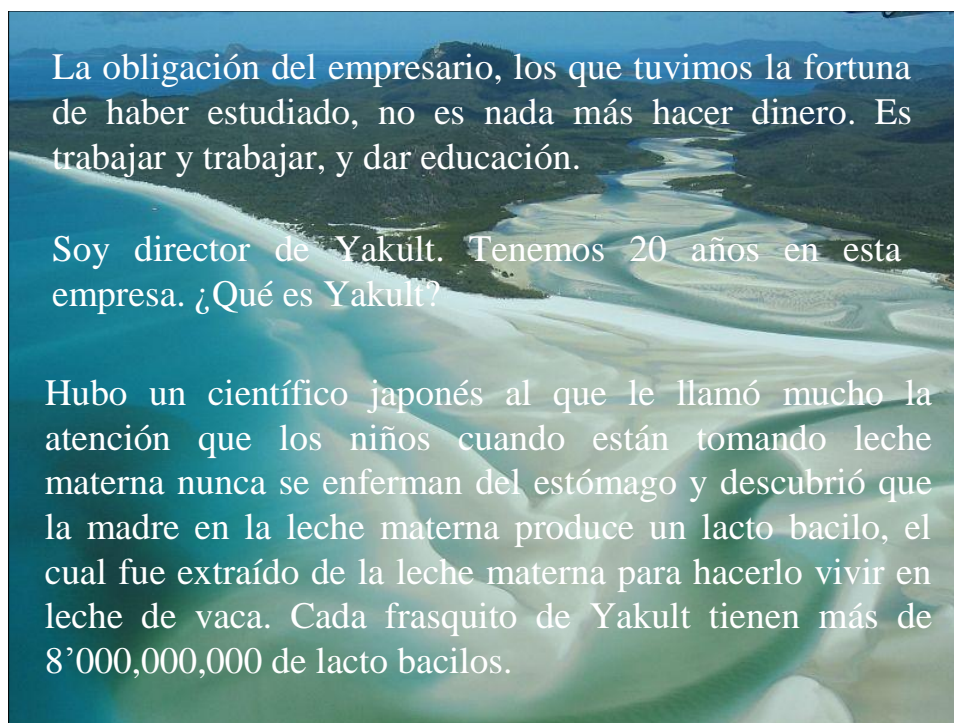 La obligación del empresario, los que tuvimos la fortuna
de haber estudiado, no es nada más hacer dinero. Es
trabajar y trabajar, y dar educación.
Soy director de Yakult. Tenemos 20 años en esta
empresa. ¿Qué es Yakult?
Hubo un científico japonés al que le llamó mucho la
atención que los niños cuando están tomando leche
materna nunca se enferman del estómago y descubrió que
la madre en la leche materna produce un lacto bacilo, el
cual fue extraído de la leche materna para hacerlo vivir en
leche de vaca. Cada frasquito de Yakult tienen más de
8’000,000,000 de lacto bacilos.